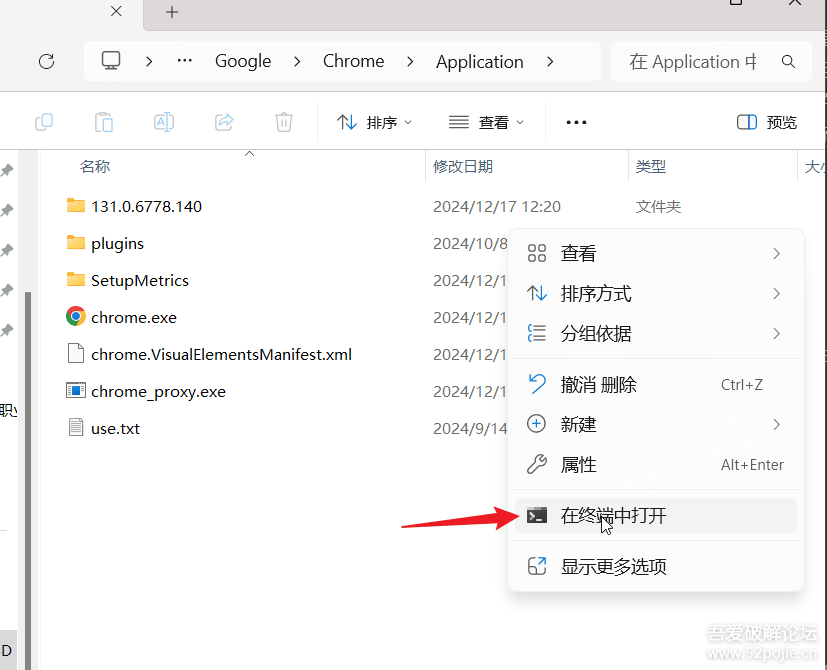 Google > Chrome > Application >
在 Application 中
排序
查看
预览
名称
修改日期
类型
大小
131.0.6778.140
2024/12/17 12:20
文件夹
plugins
2024/10/8
SetupMetrics
2024/12/1
chrome.exe
2024/12/1
chrome.VisualElementsManifest.xml
2024/12/1
chrome_proxy.exe
2024/12/1
use.txt
2024/9/14
查看
排序方式
分组依据
撤消 删除 Ctrl+Z
新建
属性 Alt+Enter
在终端中打开
显示更多选项
D
吾爱破解论坛
www.52pojie.cn